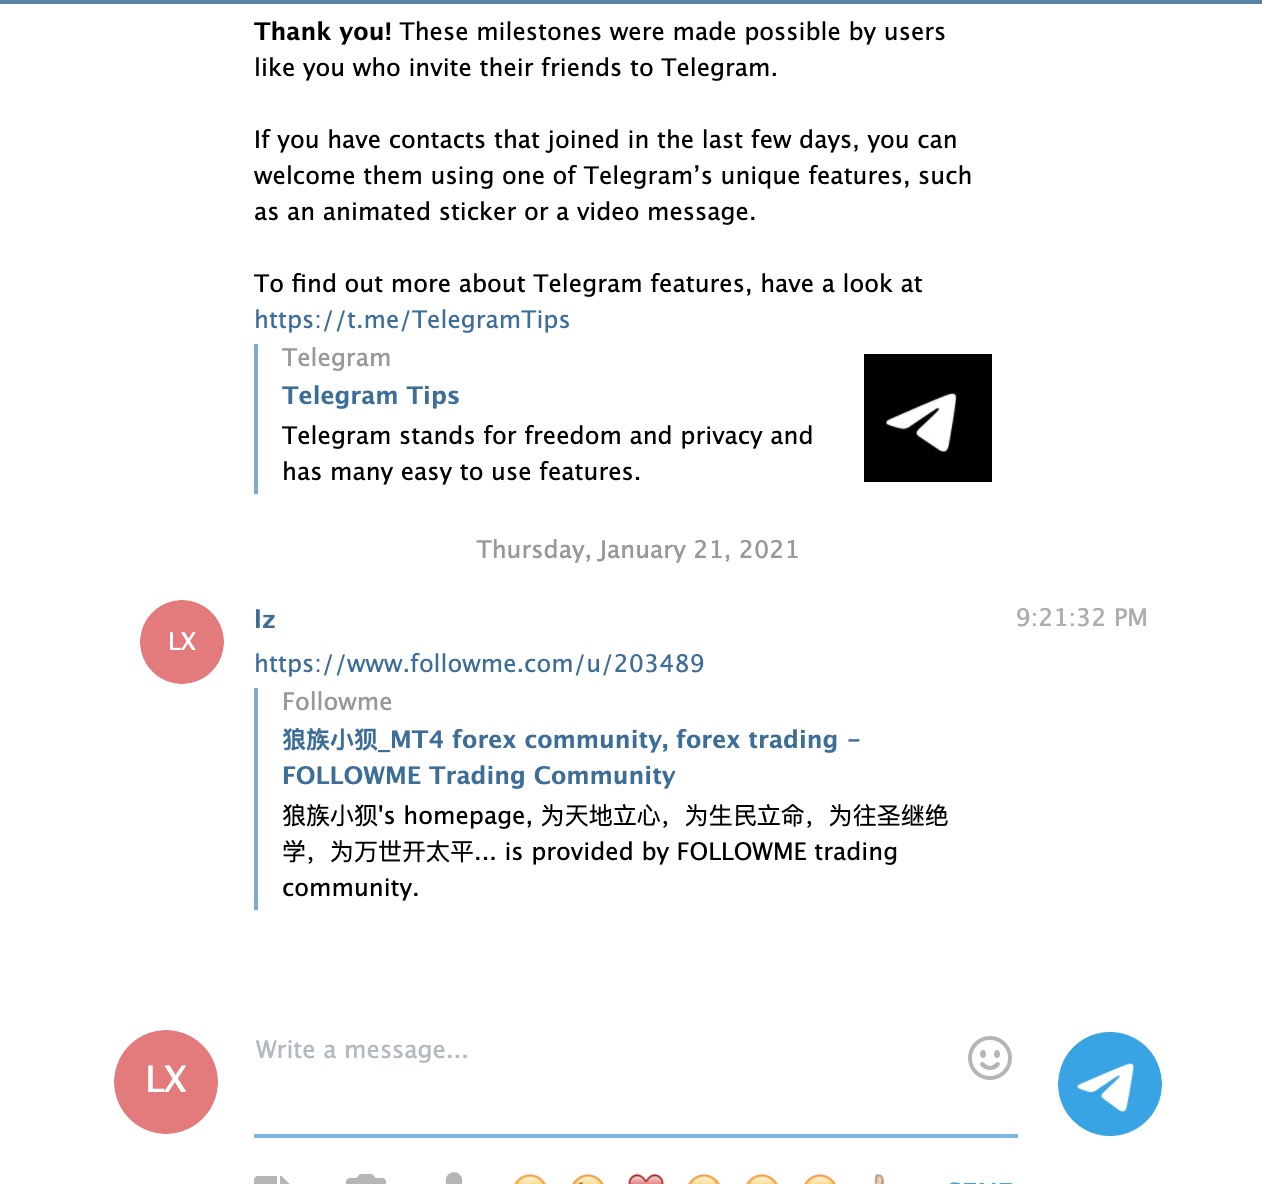 Thank you! These milestones were made possible by users
like you who invite their friends to Telegram.
If you have contacts that joined in the last few days, you can
welcome them using one of Telegram’s unique features, such
as an animated sticker or a video message.
To find out more about Telegram features, have a look at
https://t.me/TelegramTips
Telegram
Telegram Tips
Telegram stands for freedom and privacy and
has many easy to use features.
Thursday, January 21, 2021
LX
lz
9:21:32 PM
https://www.followme.com/u/203489
Followme
狼族小狈_MT4 forex community, forex trading -
FOLLOWME Trading Community
狼族小狈's homepage, 为天地立心，为生民立命，为往圣继绝
学，为万世开太平... is provided by FOLLOWME trading
community.
LX
Write a message...